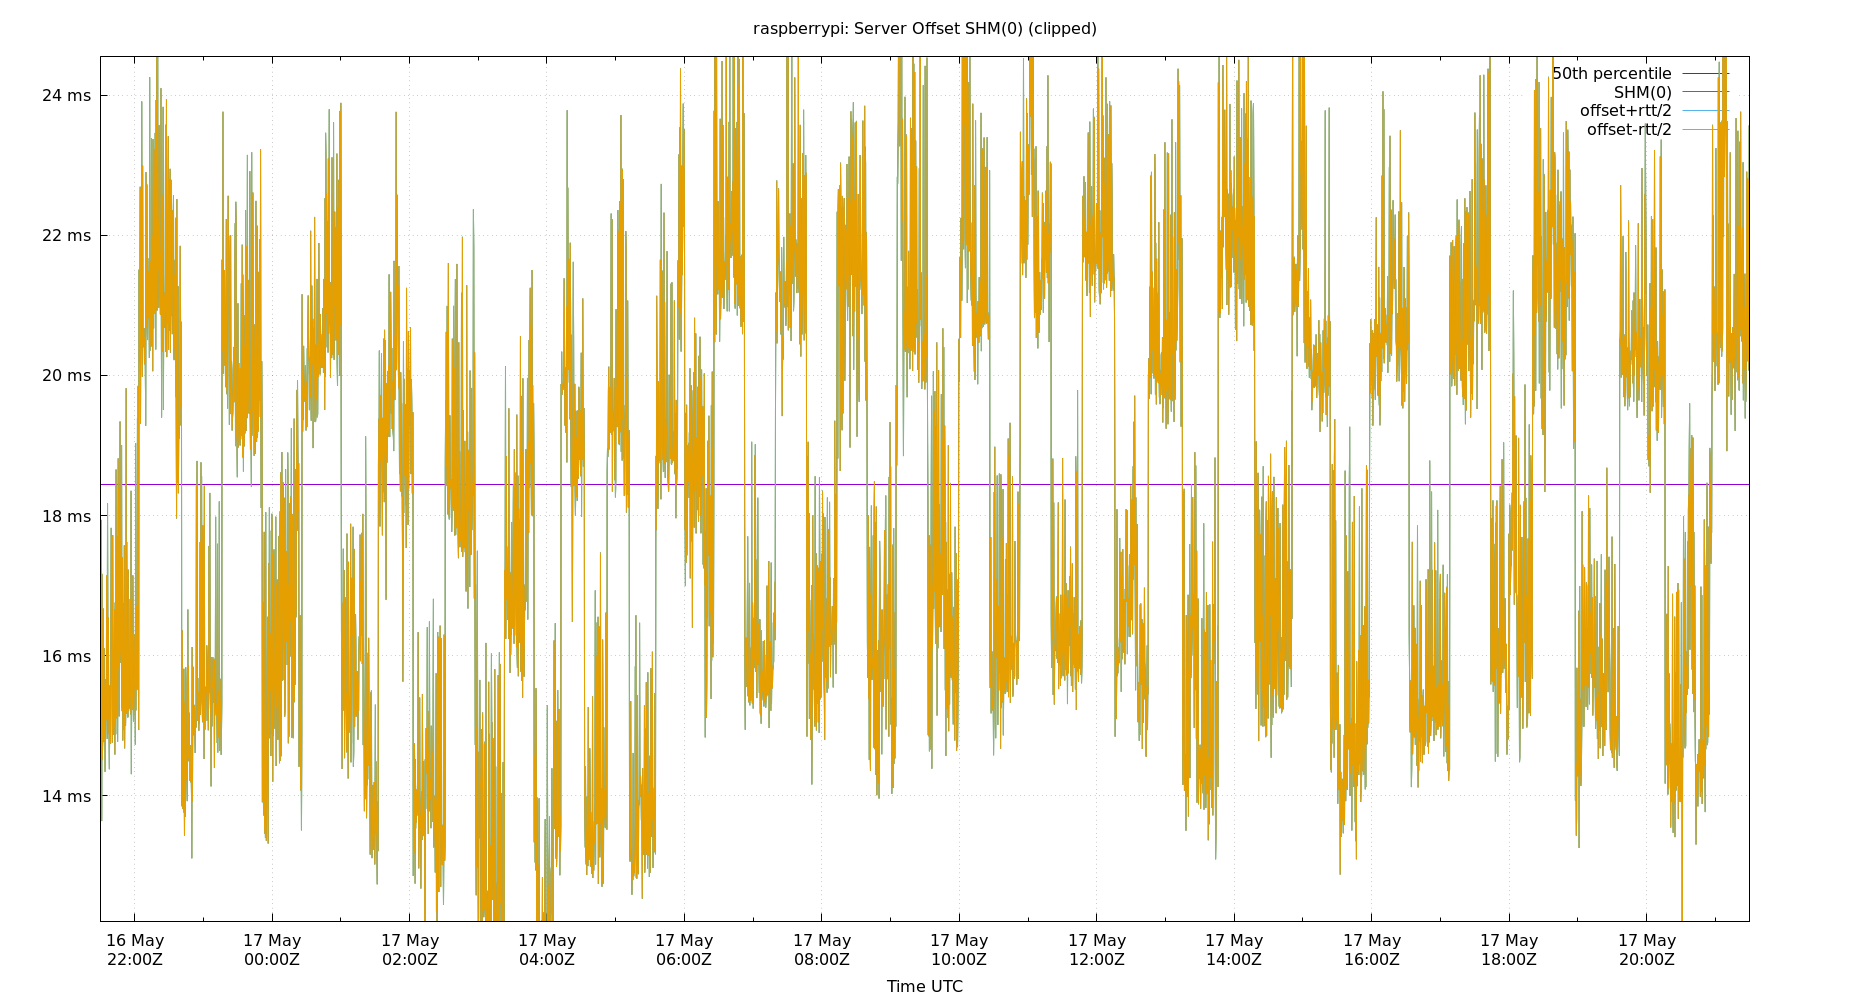 raspberrypi: Server Offset SHM(0) (clipped)
50th percentile
SHM(0)
offset+rtt/2
offset-rtt/2
24 ms
22 ms
20 ms
18 ms
16 ms
14 ms
16 May 17 May 17 May 17 May 17 May 17 May 17 May 17 May 17 May 17 May 17 May 17 May
22:00Z 00:00Z 02:00Z 04:00Z 06:00Z 08:00Z 10:00Z 12:00Z 14:00Z 16:00Z 18:00Z 20:00Z
Time UTC